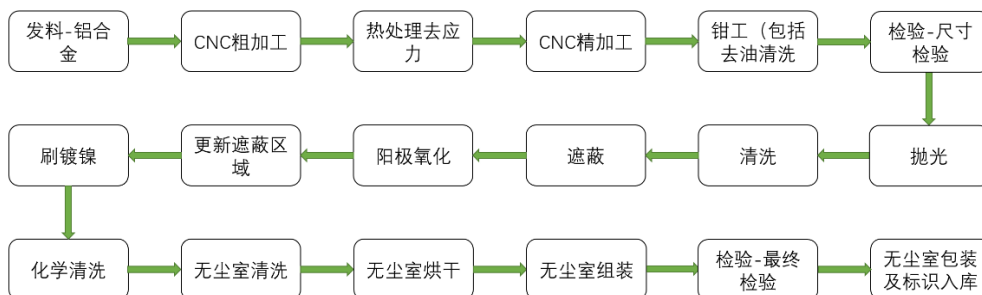 发料-铝合
金
CNC粗加工
热处理去应
力
CNC精加工
钳工（包括
去油清洗
检验-尺寸
检验
抛光
清洗
遮蔽
阳极氧化
更新遮蔽区
域
刷镀镍
化学清洗
无尘室清洗
无尘室烘干
无尘室组装
检验-最终
检验
无尘室包装
及标识入库